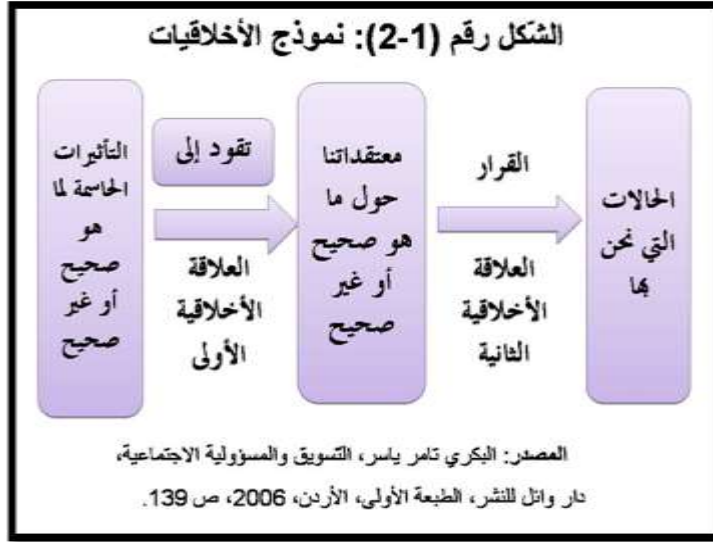 الشكل رقم (1-2): نموذج الأخلاقيات
التأثيرات
الحاسمة لما
هو
صحيح
أو غير
صحيح
تقود إلى
العلاقة
الأخلاقية
الأولى
معتقداتنا
حول ما
هو صحيح
أو غير
صحيح
القرار
العلاقة
الأخلاقية
الثانية
الحالات
التي نحن
بها
المصدر: البكري تامر ياسر، التسويق والمسؤولية الاجتماعية،
دار وائل للنشر، الطبعة الأولى، الأردن، 2006، ص 139.